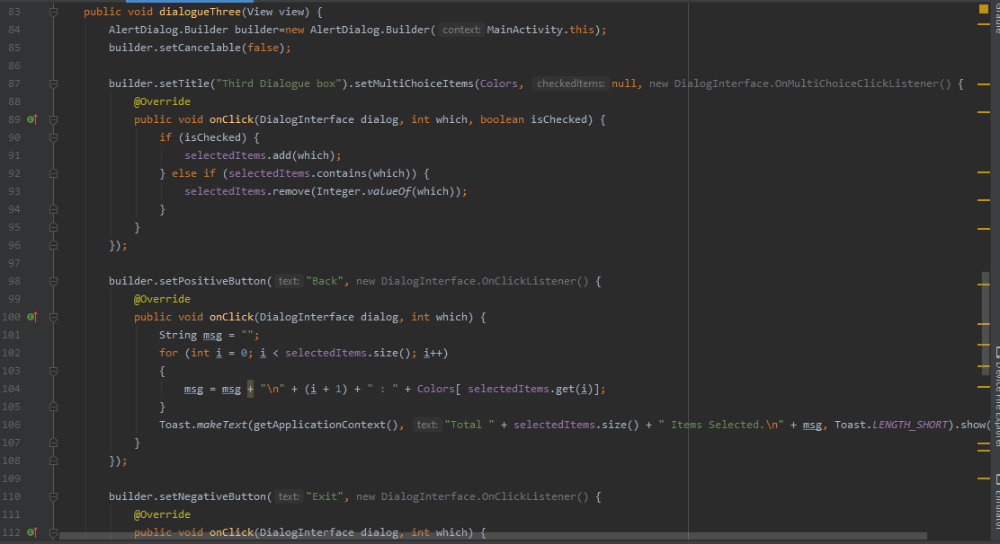 83 public void dialogueThree(View view) {
84 AlertDialog.Builder builder=new AlertDialog.Builder( context: MainActivity.this);
85 builder.setCancelable(false);
86
87 builder.setTitle("Third Dialogue box").setMultiChoiceItems(Colors, checkedItems: null, new DialogInterface.OnMultiChoiceClickListener() {
88 @Override
89 public void onClick(DialogInterface dialog, int which, boolean isChecked) {
90 if (isChecked) {
91 selectedItems.add(which);
92 } else if (selectedItems.contains(which)) {
93 selectedItems.remove(Integer.valueOf(which));
94 }
95 }
96 });
97
98 builder.setPositiveButton( text: "Back", new DialogInterface.OnClickListener() {
99 @Override
100 public void onClick(DialogInterface dialog, int which) {
101 String msg = "";
102 for (int i = 0; i < selectedItems.size(); i++)
103 {
104 msg = msg + "\n" + (i + 1) + " : " + Colors[ selectedItems.get(i)];
105 }
106 Toast.makeText(getApplicationContext(), text: "Total " + selectedItems.size() + " Items Selected.\n" + msg, Toast.LENGTH_SHORT).show(
107 }
108 });
109
110 builder.setNegativeButton( text: "Exit", new DialogInterface.OnClickListener() {
111 @Override
112 public void onClick(DialogInterface dialog, int which) {